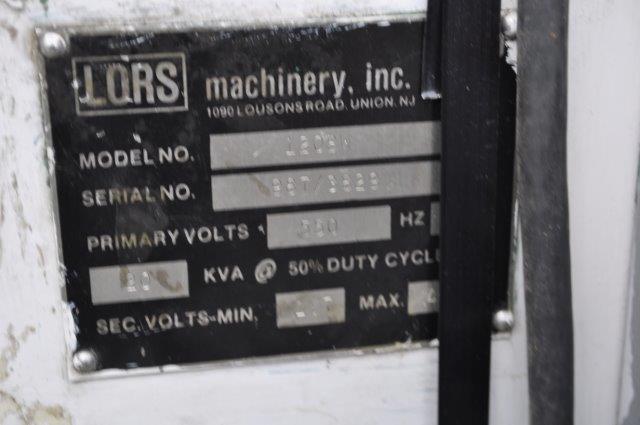 LORS machinery, inc.
1090 LOUSONS ROAD, UNION, NJ
MODEL NO.
SERIAL NO.
PRIMARY VOLTS 550 HZ
KVA @ 50% DUTY CYCL
SEC. VOLTS-MIN. MAX.